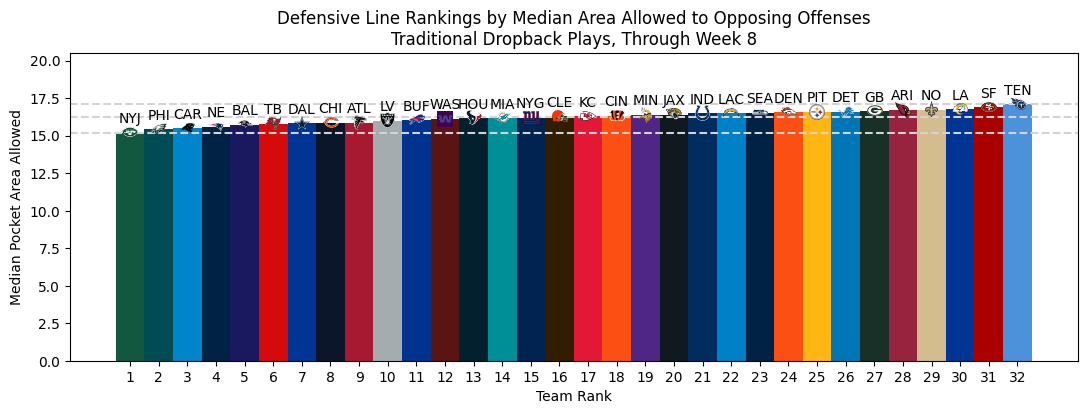 Defensive Line Rankings by Median Area Allowed to Opposing Offenses
Traditional Dropback Plays, Through Week 8
Median Pocket Area Allowed
20.0
17.5
15.0
12.5
10.0
7.5
5.0
2.5
0.0
NYJ PHI CAR NE BAL TB DAL CHI ATL LV BUF WAS HOU MIA NYG CLE KC CIN MIN JAX IND LAC SEA DEN PIT DET GB ARI NO LA SF TEN
1 2 3 4 5 6 7 8 9 10 11 12 13 14 15 16 17 18 19 20 21 22 23 24 25 26 27 28 29 30 31 32
Team Rank